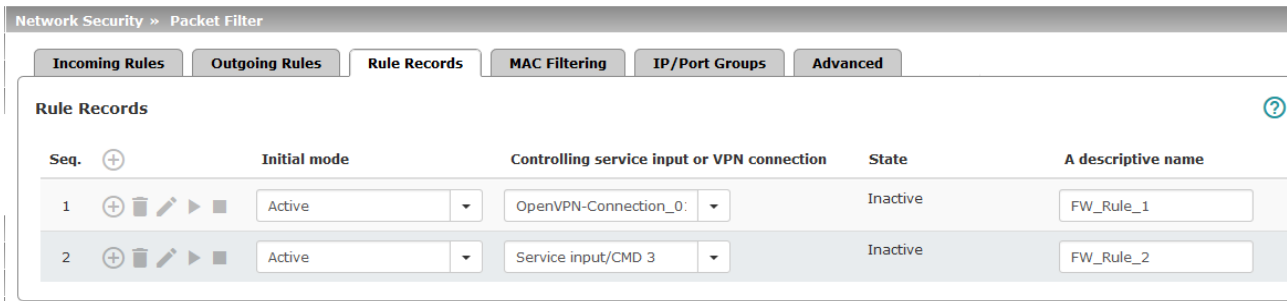 Network Security » Packet Filter
Incoming Rules Outgoing Rules Rule Records MAC Filtering IP/Port Groups Advanced
Rule Records
?
Seq. Initial mode Controlling service input or VPN connection State A descriptive name
1 Active OpenVPN-Connection_0 Inactive FW_Rule_1
2 Active Service input/CMD 3 Inactive FW_Rule_2